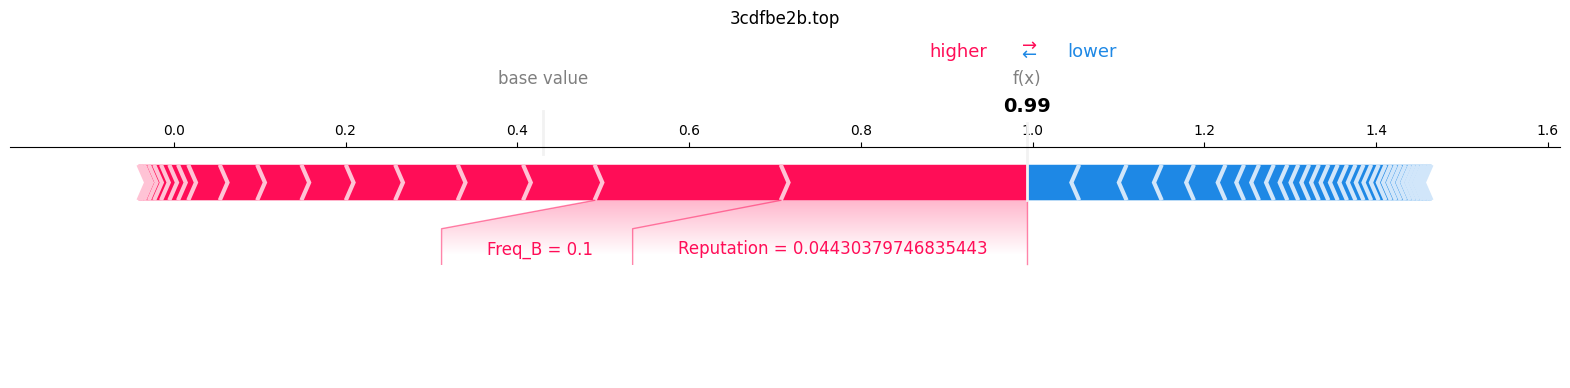 3cdfbe2b.top
higher ⇄ lower
base value f(x)
0.99
0.0 0.2 0.4 0.6 0.8 1.0 1.2 1.4 1.6
Freq_B = 0.1 Reputation = 0.04430379746835443